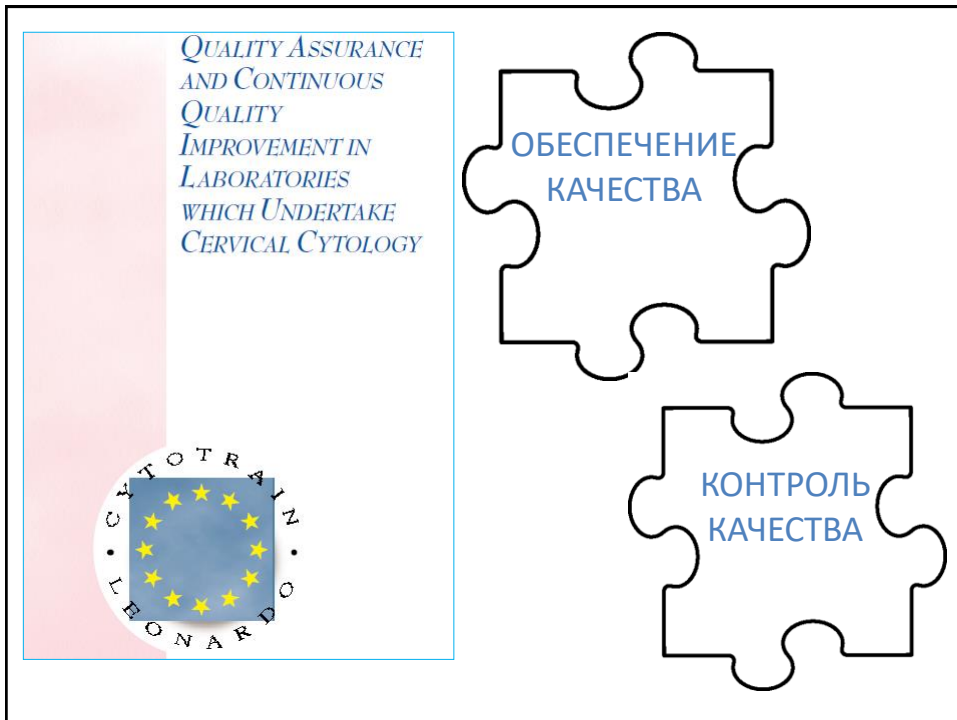 QUALITY ASSURANCE
AND CONTINUOUS
QUALITY
IMPROVEMENT IN
LABORATORIES
WHICH UNDERTAKE
CERVICAL CYTOLOGY
CYTOTRAIN
• LEONARDO •
ОБЕСПЕЧЕНИЕ
КАЧЕСТВА
КОНТРОЛЬ
КАЧЕСТВА